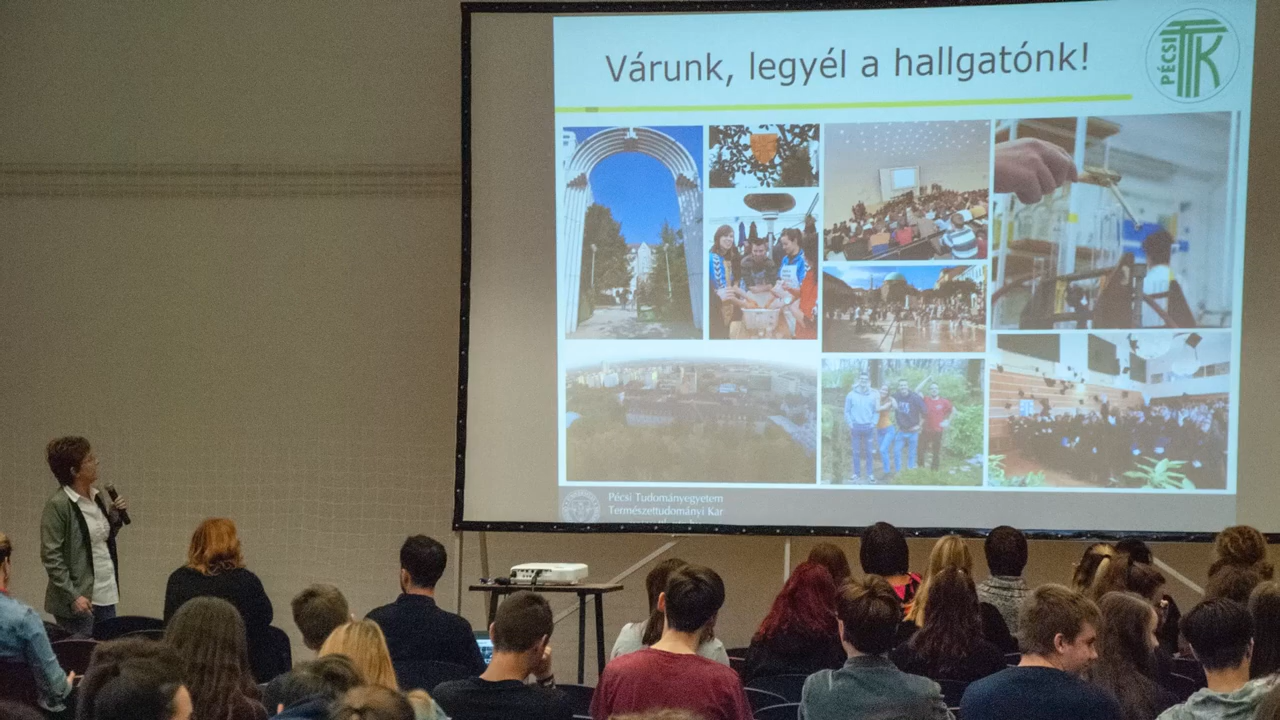 Várunk, legyél a hallgatónk!
PÉCSI TTK
Pécsi Tudományegyetem
Természettudományi Kar